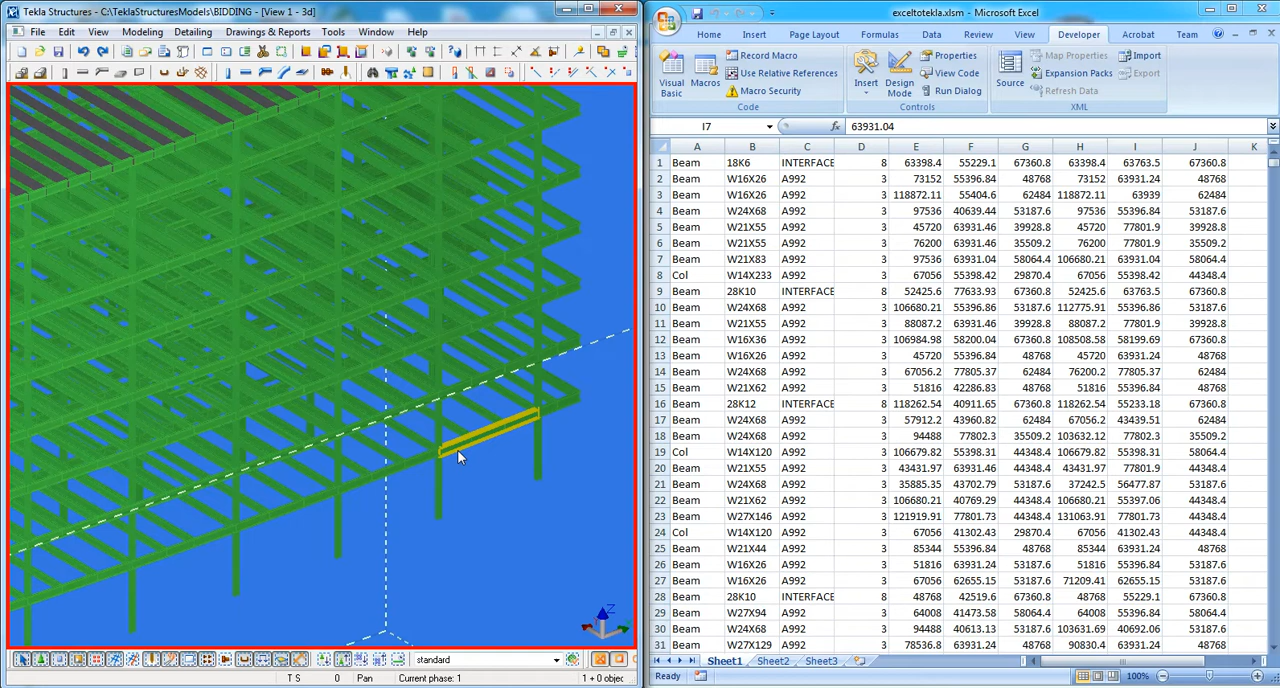 Tekla Structures - C:\TeklaStructuresModels\BIDDING - [View 1 - 3d]
File Edit View Modeling Detailing Drawings & Reports Tools Window Help
Z
standard
T S 0 Pan Current phase: 1 1 + 0 objec
exceltotekla.xlsm - Microsoft Excel
Home Insert Page Layout Formulas Data Review View Developer Acrobat Team
Visual Basic
Macros
Record Macro
Use Relative References
Macro Security
Code
Insert
Design Mode
Properties
View Code
Run Dialog
Controls
Source
Map Properties
Expansion Packs
Refresh Data
Import
Export
XML
I7 fx 63931.04
A B C D E F G H I J K
1 Beam 18K6 INTERFACE 8 63398.4 55229.1 67360.8 63398.4 63763.5 67360.8
2 Beam W16X26 A992 3 73152 55396.84 48768 73152 63931.24 48768
3 Beam W16X26 A992 3 118872.11 55404.6 62484 118872.11 63939 62484
4 Beam W24X68 A992 3 97536 40639.44 53187.6 97536 55396.84 53187.6
5 Beam W21X55 A992 3 45720 63931.46 39928.8 45720 77801.9 39928.8
6 Beam W21X55 A992 3 76200 63931.46 35509.2 76200 77801.9 35509.2
7 Beam W21X83 A992 3 97536 63931.04 58064.4 106680.21 63931.04 58064.4
8 Col W14X233 A992 3 67056 55398.42 29870.4 67056 55398.42 44348.4
9 Beam 28K10 INTERFACE 8 52425.6 77633.93 67360.8 52425.6 63763.5 67360.8
10 Beam W24X68 A992 3 106680.21 55396.86 53187.6 112775.91 55396.86 53187.6
11 Beam W21X55 A992 3 88087.2 63931.46 39928.8 88087.2 77801.9 39928.8
12 Beam W16X36 A992 3 106984.98 58200.04 67360.8 108508.58 58199.69 67360.8
13 Beam W16X26 A992 3 45720 55396.84 48768 45720 63931.24 48768
14 Beam W24X68 A992 3 67056.2 77805.37 62484 76200.2 77805.37 62484
15 Beam W21X62 A992 3 51816 42286.83 48768 51816 55396.84 48768
16 Beam 28K12 INTERFACE 8 118262.54 40911.65 67360.8 118262.54 55233.18 67360.8
17 Beam W24X68 A992 3 57912.2 43960.82 62484 67056.2 43439.51 62484
18 Beam W24X68 A992 3 94488 77802.3 35509.2 103632.12 77802.3 35509.2
19 Col W14X120 A992 3 106679.82 55398.31 44348.4 106679.82 55398.31 58064.4
20 Beam W21X55 A992 3 43431.97 63931.46 44348.4 43431.97 77801.9 44348.4
21 Beam W24X68 A992 3 35885.35 43702.79 53187.6 37242.5 56477.87 53187.6
22 Beam W21X62 A992 3 106680.21 40769.29 44348.4 106680.21 55397.06 44348.4
23 Beam W27X146 A992 3 121919.91 77801.73 44348.4 131063.91 77801.73 44348.4
24 Col W14X120 A992 3 67056 41302.43 29870.4 67056 41302.43 44348.4
25 Beam W21X44 A992 3 85344 55396.84 48768 85344 63931.24 48768
26 Beam W16X26 A992 3 51816 55396.84 48768 51816 63931.24 48768
27 Beam W16X26 A992 3 67056 62655.15 53187.6 71209.41 62655.15 53187.6
28 Beam 28K10 INTERFACE 8 48768 42519.6 67360.8 48768 55229.1 67360.8
29 Beam W27X94 A992 3 64008 41473.58 58064.4 64008 55396.84 58064.4
30 Beam W24X68 A992 3 94488 40613.13 53187.6 103631.69 40692.06 53187.6
31 Beam W27X129 A992 3 78536.8 63931.24 44348.4 90830.4 63931.24 44348.4
Sheet1 Sheet2 Sheet3
Ready 100%